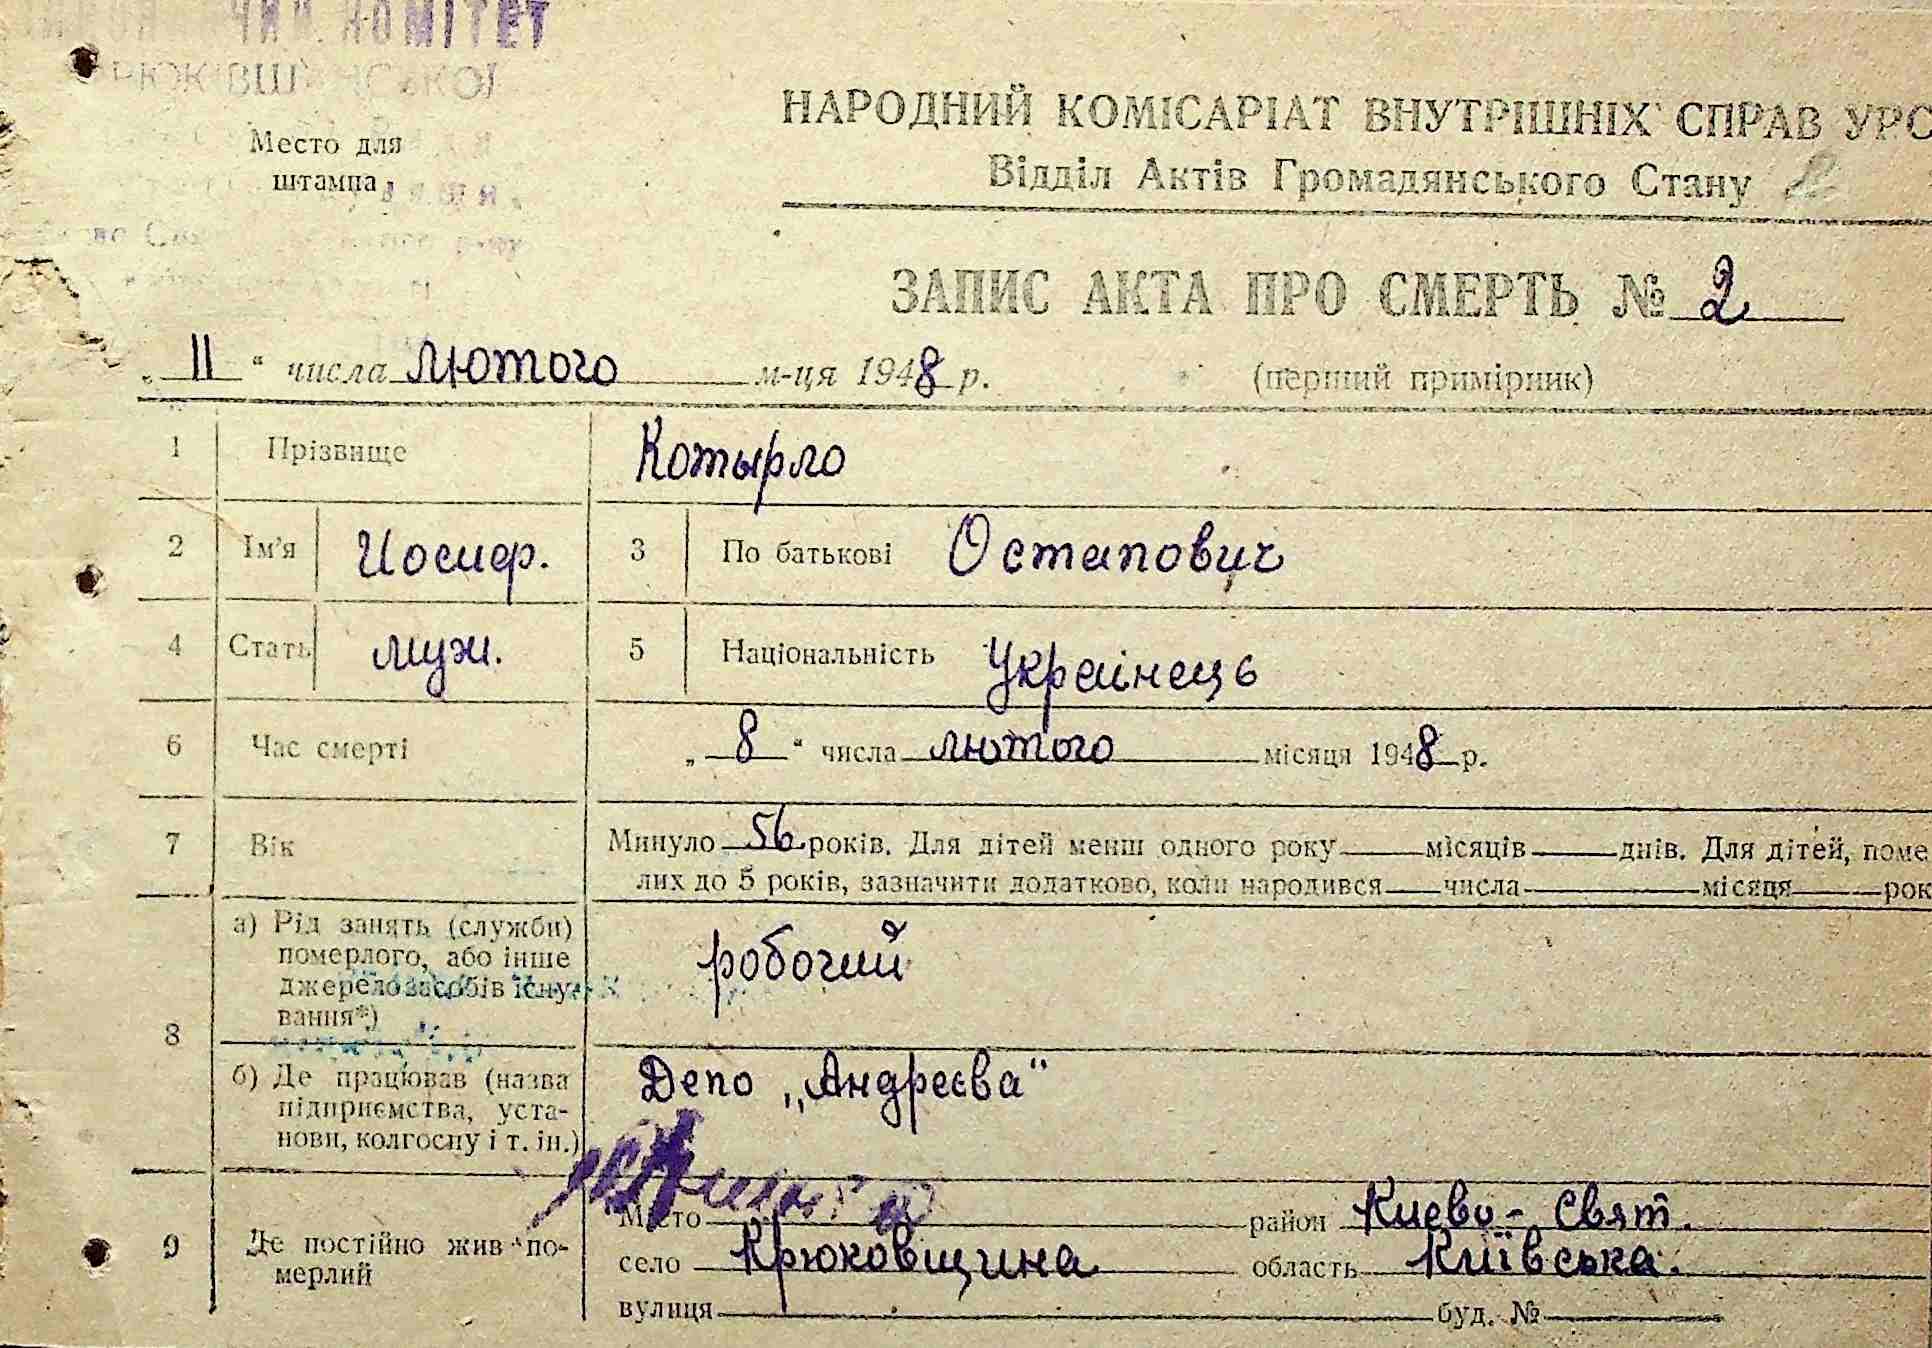 КОМІТЕТ
Место для
штампа
НАРОДНИЙ КОМІСАРІАТ ВНУТРІШНІХ СПРАВ УРС
Відділ Актів Громадянського Стану
ЗАПИС АКТА ПРО СМЕРТЬ № 2
„ 11 “ числа лютого м-ця 1948 р. (перший примірник)
1 Прізвище Котырло
2 Ім'я Иосиф. 3 По батькові Остапович
4 Стать муж. 5 Національність Українець
6 Час смерті „ 8 “ числа лютого місяця 1948 р.
7 Вік Минуло 56 років. Для дітей менш одного року — місяців — днів. Для дітей, поме
лих до 5 років, зазначити додатково, коли народився — числа — місяця — рок
8 а) Рід занять (служби)
померлого, або інше
джерело засобів існу
вання*)
робочий
б) Де працював (назва
підприємства, уста-
нови, колгоспу і т. ін.)
Депо „Андрєєва“
9 Де постійно жив по-
мерлий
Місто район Києво-Свят.
село Крюковщина область Київська.
вулиця буд. №